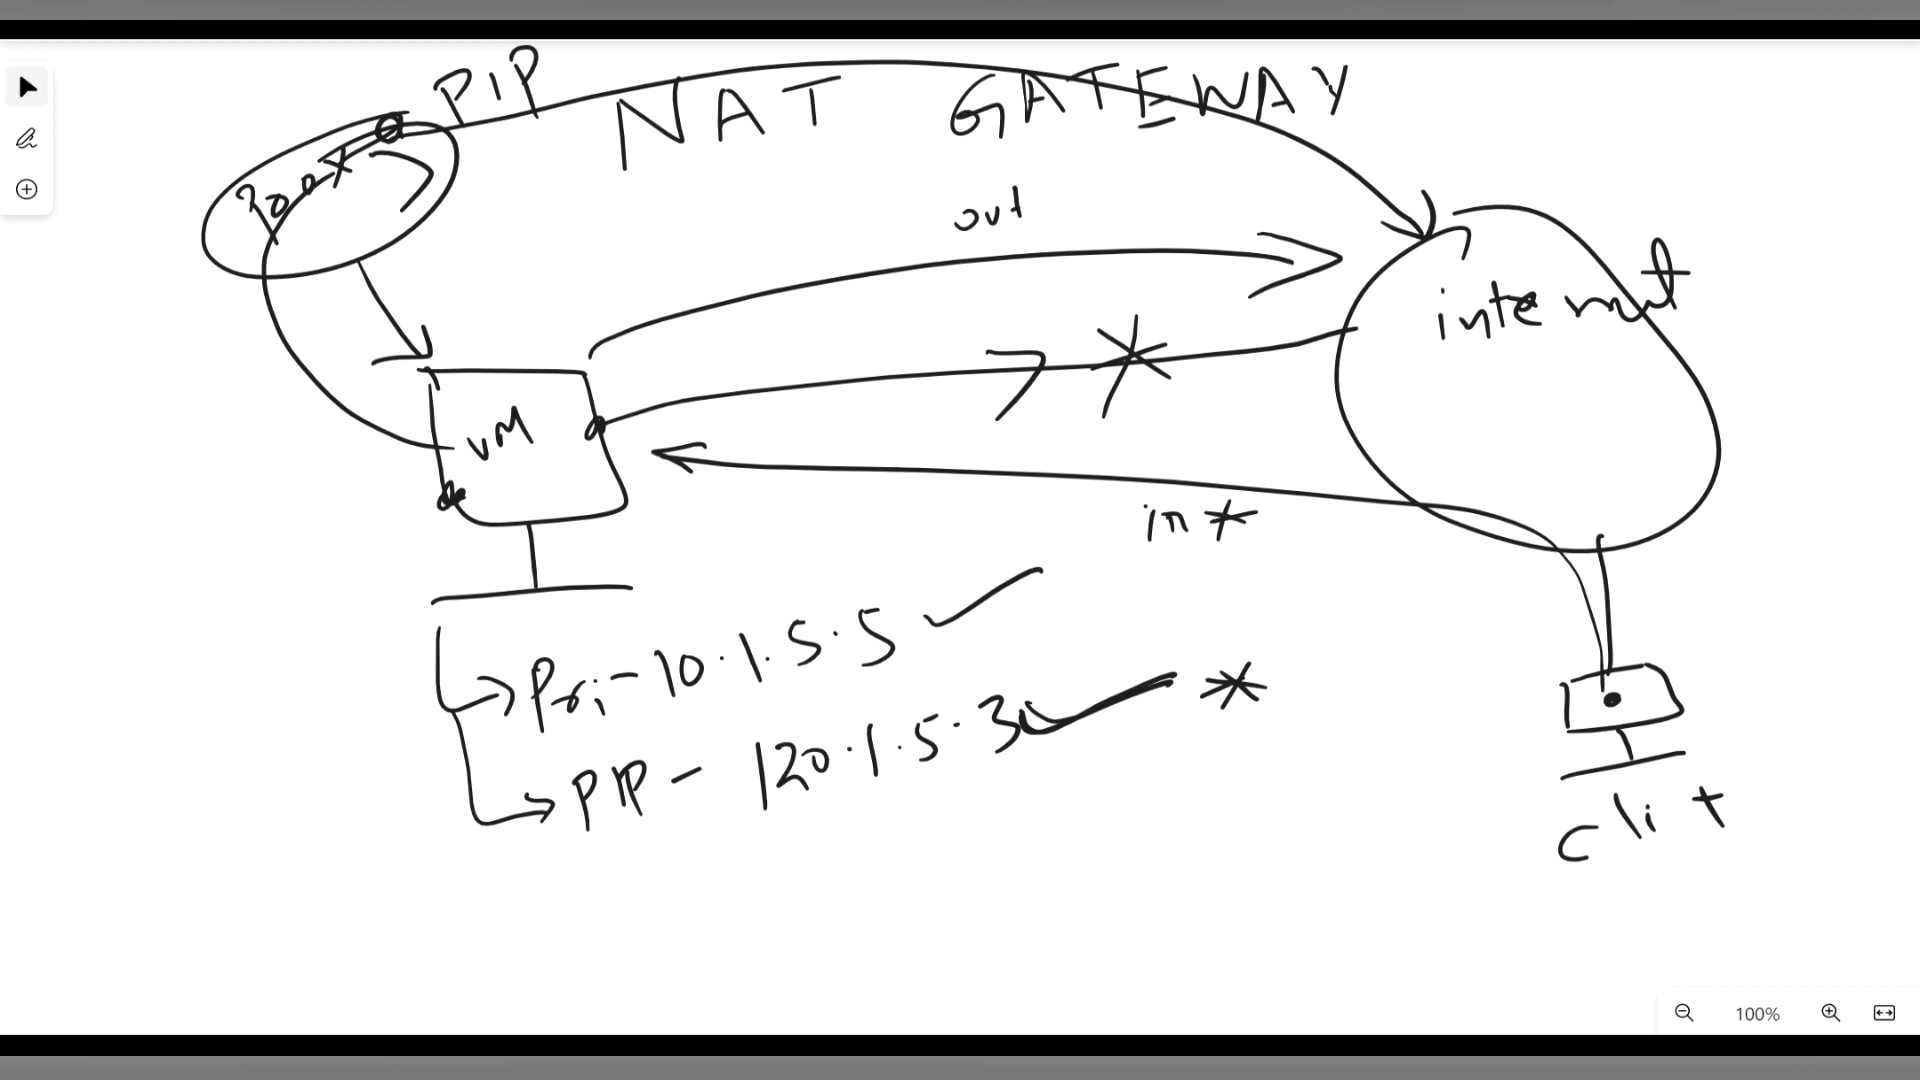 PIP
NAT GATEWAY
out
internet
VM
in *
Pri - 10.1.5.5
PIP - 120.1.5.3
clit
100%